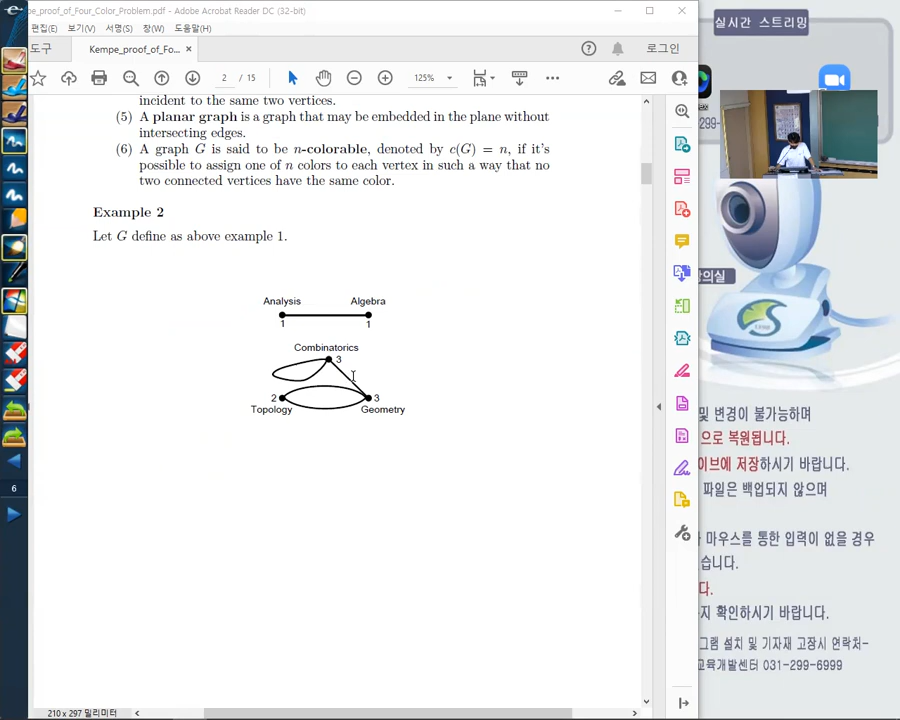 pe_proof_of_Four_Color_Problem.pdf - Adobe Acrobat Reader DC (32-bit)
편집(E) 보기(V) 서명(S) 창(W) 도움말(H)
도구 Kempe_proof_of_Fou... × 로그인
2 / 15 125%
incident to the same two vertices.
(5) A planar graph is a graph that may be embedded in the plane without
intersecting edges.
(6) A graph G is said to be n-colorable, denoted by c(G) = n, if it's
possible to assign one of n colors to each vertex in such a way that no
two connected vertices have the same color.
Example 2
Let G define as above example 1.
Analysis Algebra
1 1
Combinatorics
3
2 3
Topology Geometry
6
210 x 297 밀리미터
실시간 스트리밍
ex
-299-
강의실
및 변경이 불가능하며
으로 복원됩니다.
이브에 저장하시기 바랍니다.
파일은 백업되지 않으며
마우스를 통한 입력이 없을 경우
습니다.
다.
지 확인하시기 바랍니다.
그램 설치 및 기자재 고장시 연락처-
교육개발센터 031-299-6999